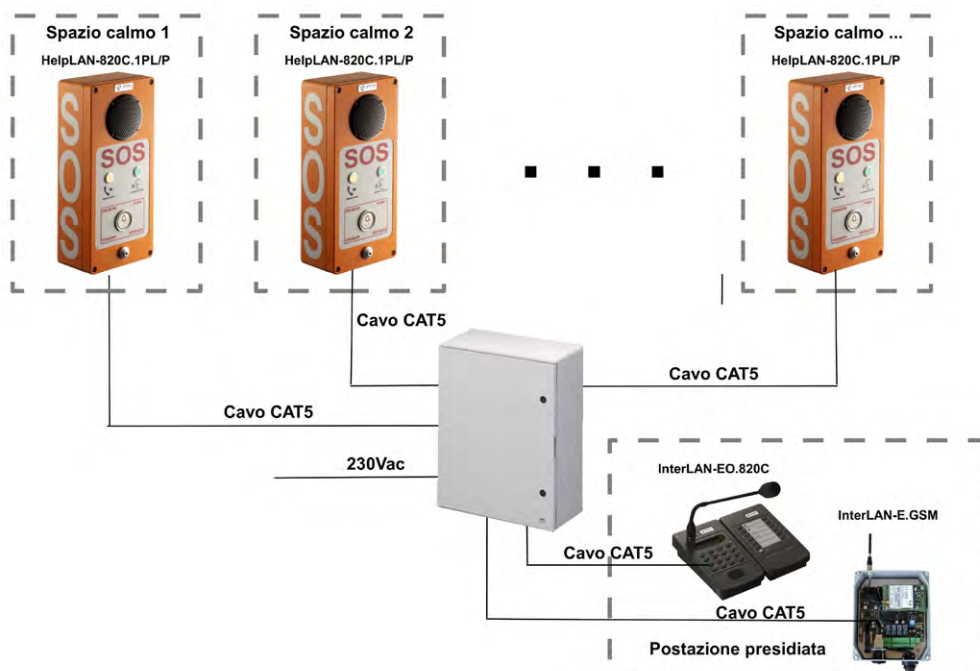 Spazio calmo 1
HelpLAN-820C.1PL/P
Spazio calmo 2
HelpLAN-820C.1PL/P
Spazio calmo ...
HelpLAN-820C.1PL/P
SOS
SOS
SOS
SOS
SOS
SOS
Cavo CAT5
Cavo CAT5
Cavo CAT5
230Vac
InterLAN-EO.820C
InterLAN-E.GSM
Cavo CAT5
Cavo CAT5
Postazione presidiata